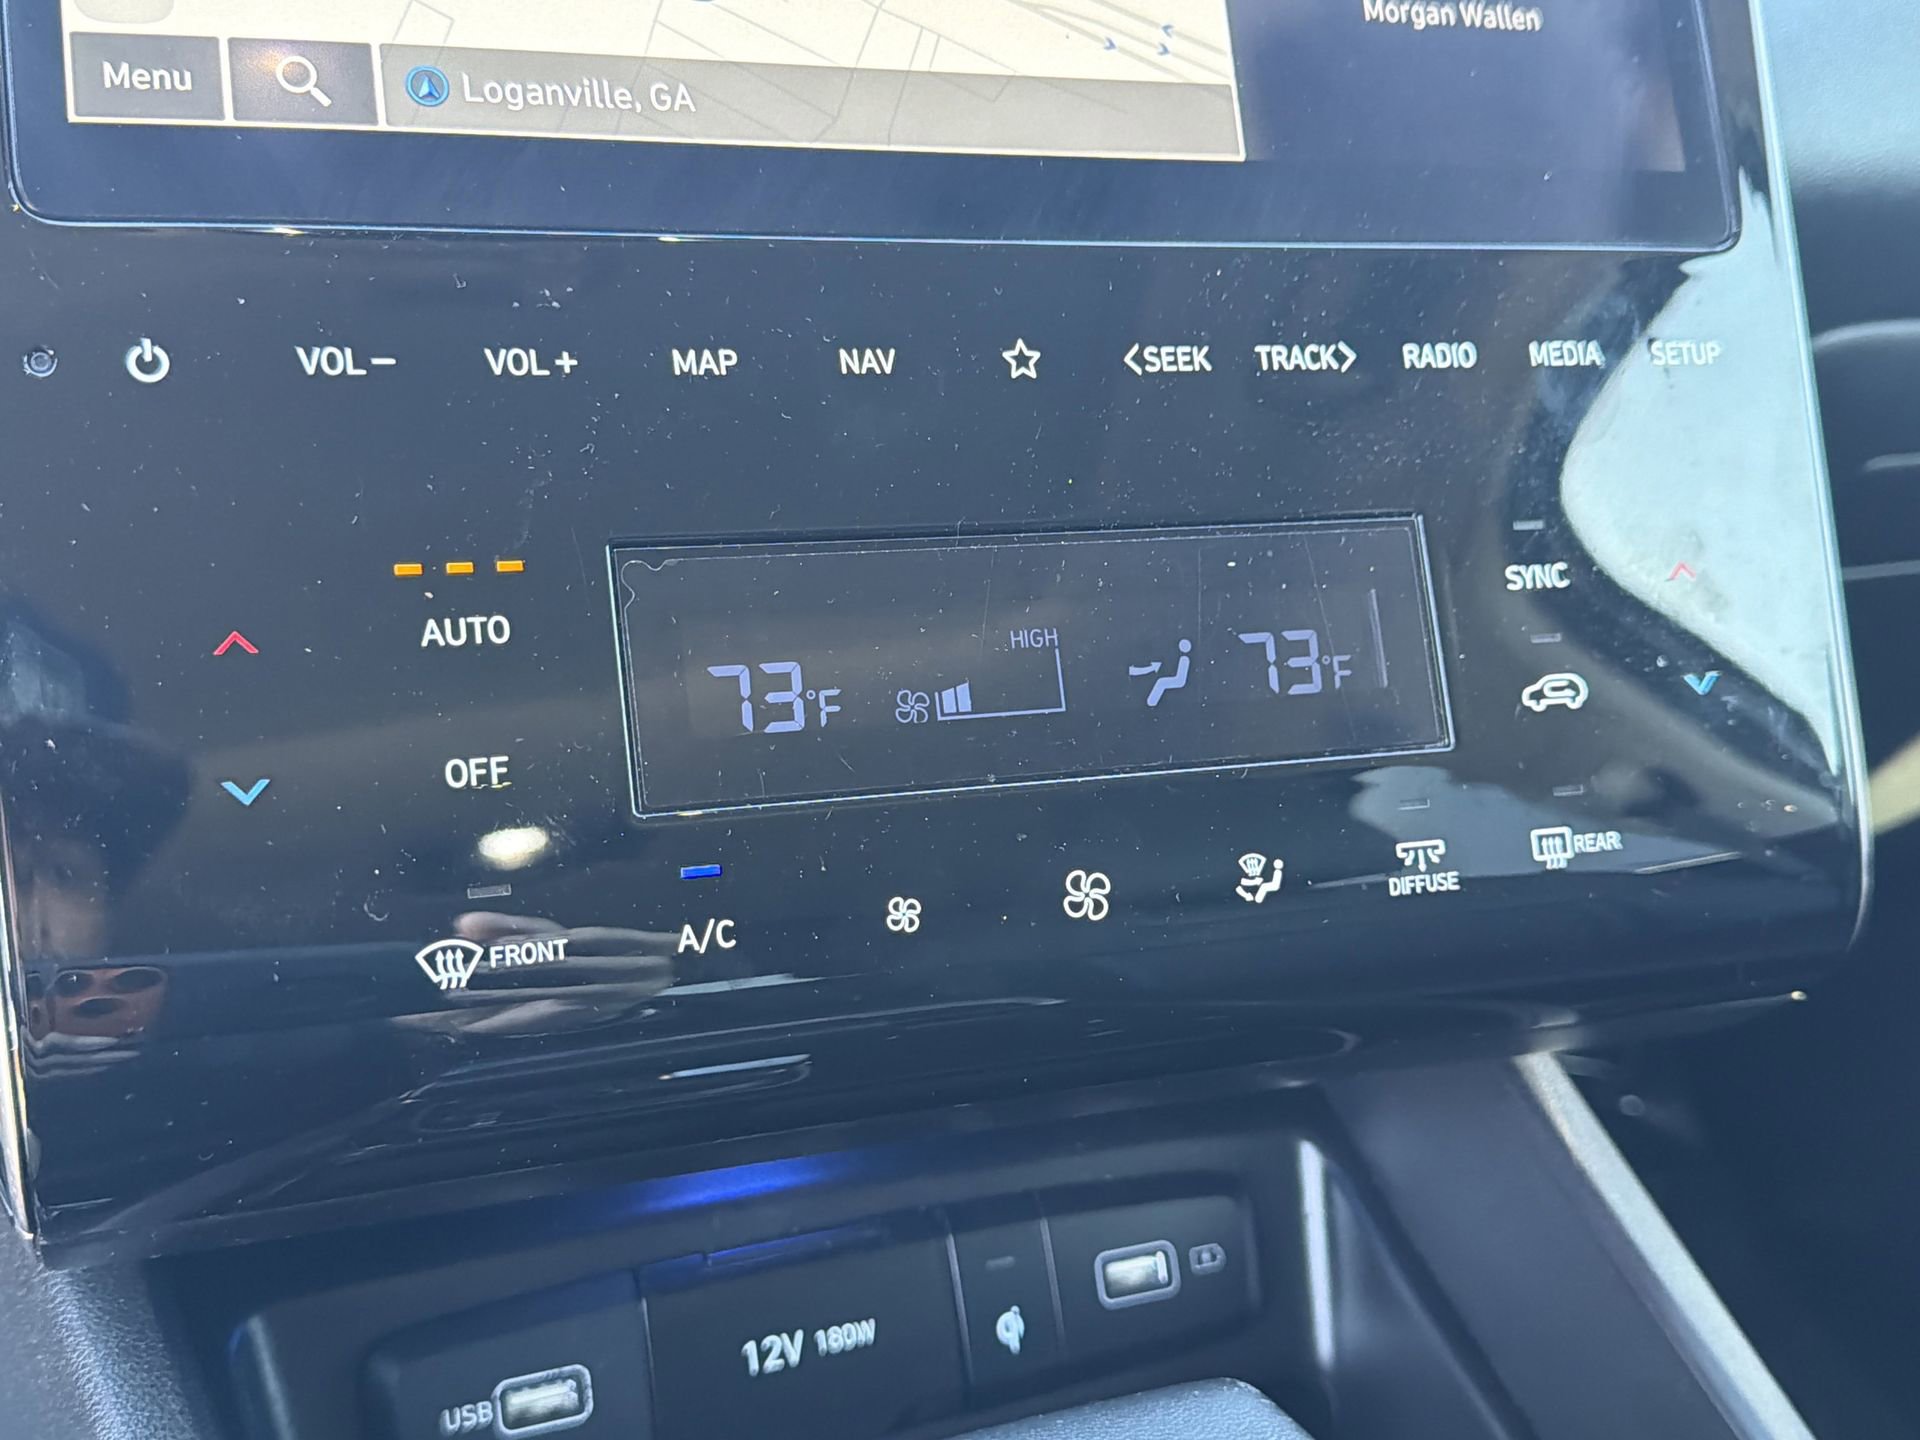 Morgan Wallen
Menu
Loganville, GA
VOL− VOL+ MAP NAV <SEEK TRACK> RADIO MEDIA SETUP
AUTO
HIGH
73°F 73°F
SYNC
OFF
FRONT
A/C
DIFFUSE
REAR
12V 180W
USB